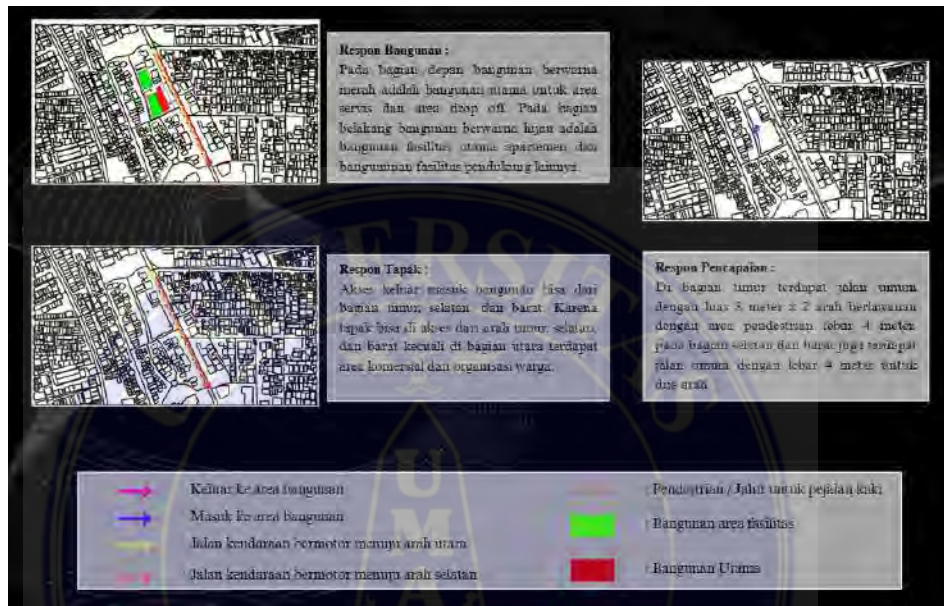 Respon Bangunan :
Pada bagian depan bangunan berwarna
merah adalah bangunan utama untuk area
servis dan area drop off. Pada bagian
belakang bangunan berwarna hijau adalah
bangunan fasilitas utama apartemen dan
bangununan fasilitas pendukung lainnya.
Respon Tapak :
Akses keluar masuk bangunan bisa dari
bagian timur, selatan, dan barat. Karena
tapak bisa di akses dari arah timur, selatan,
dan barat kecuali di bagian utara terdapat
area komersial dan organisasi warga.
Respon Pencapaian :
Di bagian timur terdapat jalan umum
dengan luas 8 meter x 2 arah berlawanan
dengan area pendestrian lebar 4 meter
pada bagian selatan dan barat juga terdapat
jalan umum dengan lebar 4 meter untuk
dua arah
Keluar ke area bangunan
Masuk ke area bangunan
Jalan kendaraan bermotor menuju arah utara
Jalan kendaraan bermotor menuju arah selatan
: Pendestrian / Jalur untuk pejalan kaki
: Bangunan area fasilitas
: Bangunan Utama
UMA